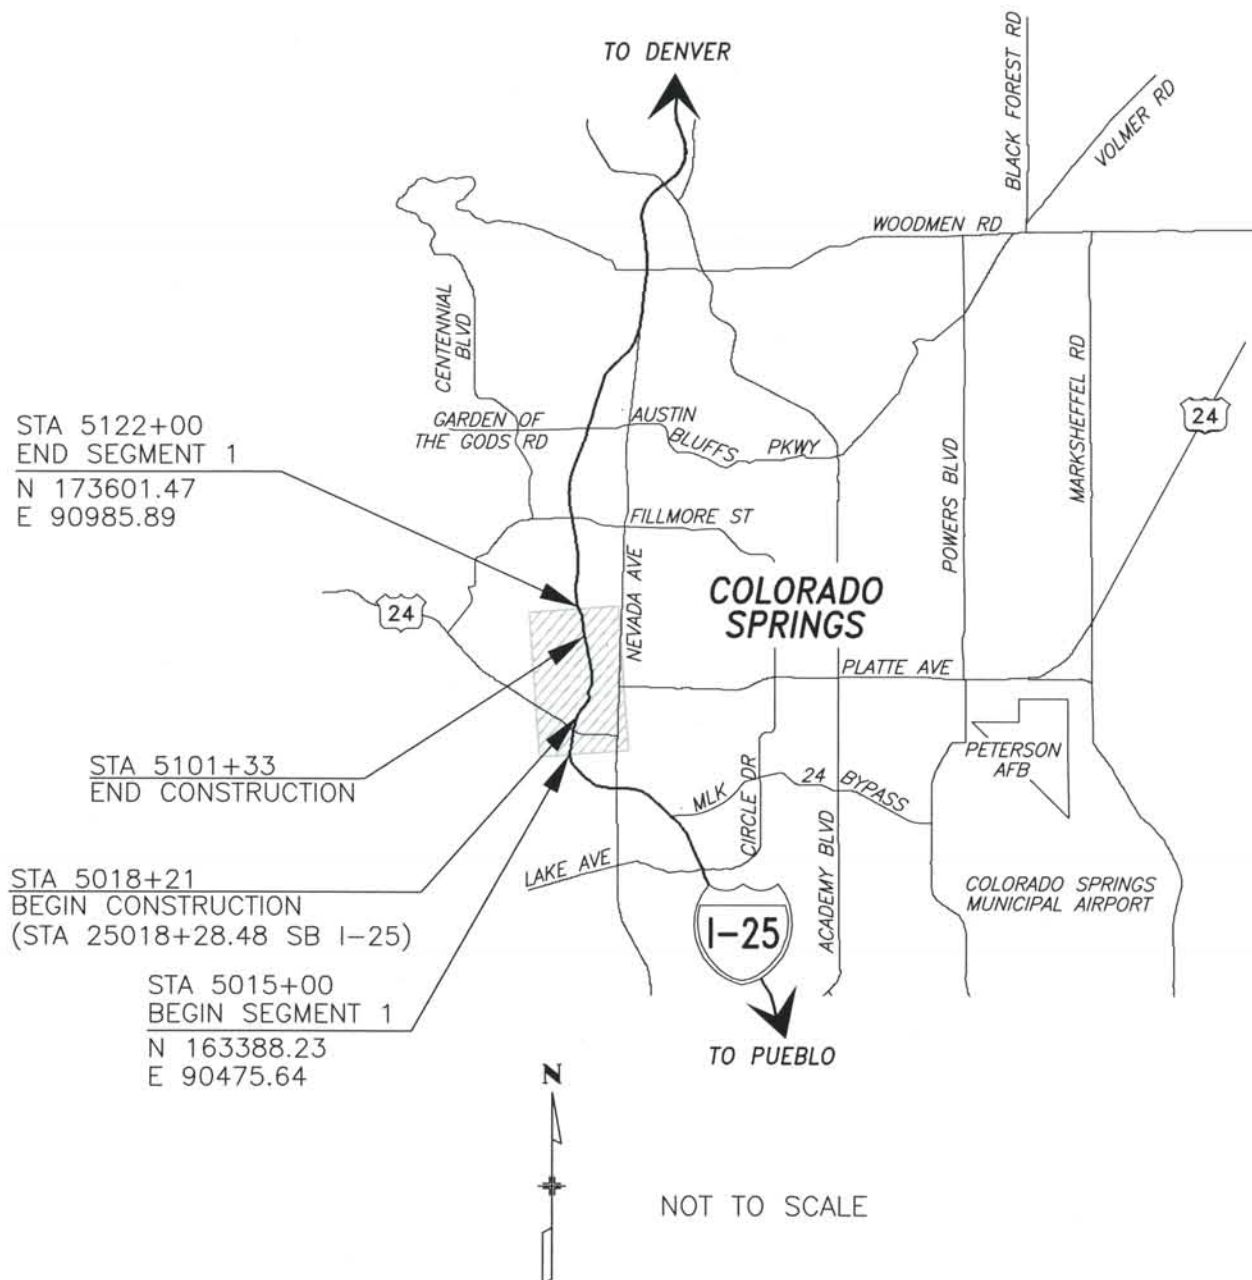 TO DENVER
BLACK FOREST RD
VOLMER RD
WOODMEN RD
CENTENNIAL
BLVD
MARKSHEFFEL RD
24
GARDEN OF
THE GODS RD
AUSTIN
BLUFFS
PKWY
POWERS BLVD
STA 5122+00
END SEGMENT 1
N 173601.47
E 90985.89
FILLMORE ST
NEVADA AVE
COLORADO
SPRINGS
24
PLATTE AVE
PETERSON
AFB
STA 5101+33
END CONSTRUCTION
MLK
24
BYPASS
CIRCLE DR
ACADEMY BLVD
LAKE AVE
STA 5018+21
BEGIN CONSTRUCTION
(STA 25018+28.48 SB I-25)
COLORADO SPRINGS
MUNICIPAL AIRPORT
I-25
STA 5015+00
BEGIN SEGMENT 1
N 163388.23
E 90475.64
TO PUEBLO
N
NOT TO SCALE